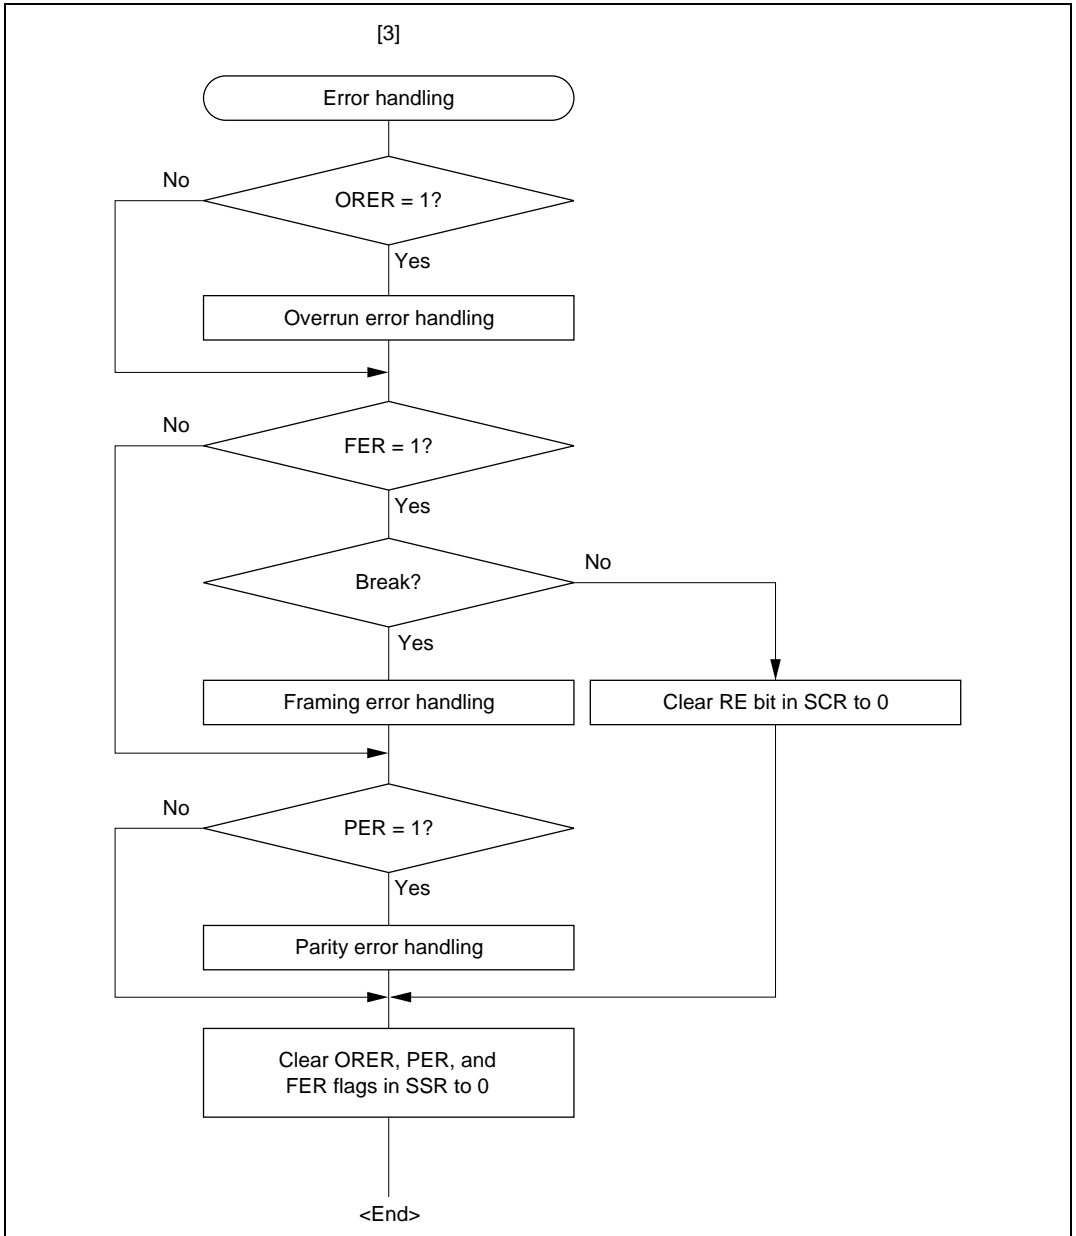 [3]
Error handling
No
ORER = 1?
Yes
Overrun error handling
No
FER = 1?
Yes
Break?
No
Yes
Framing error handling
Clear RE bit in SCR to 0
No
PER = 1?
Yes
Parity error handling
Clear ORER, PER, and
FER flags in SSR to 0
<End>